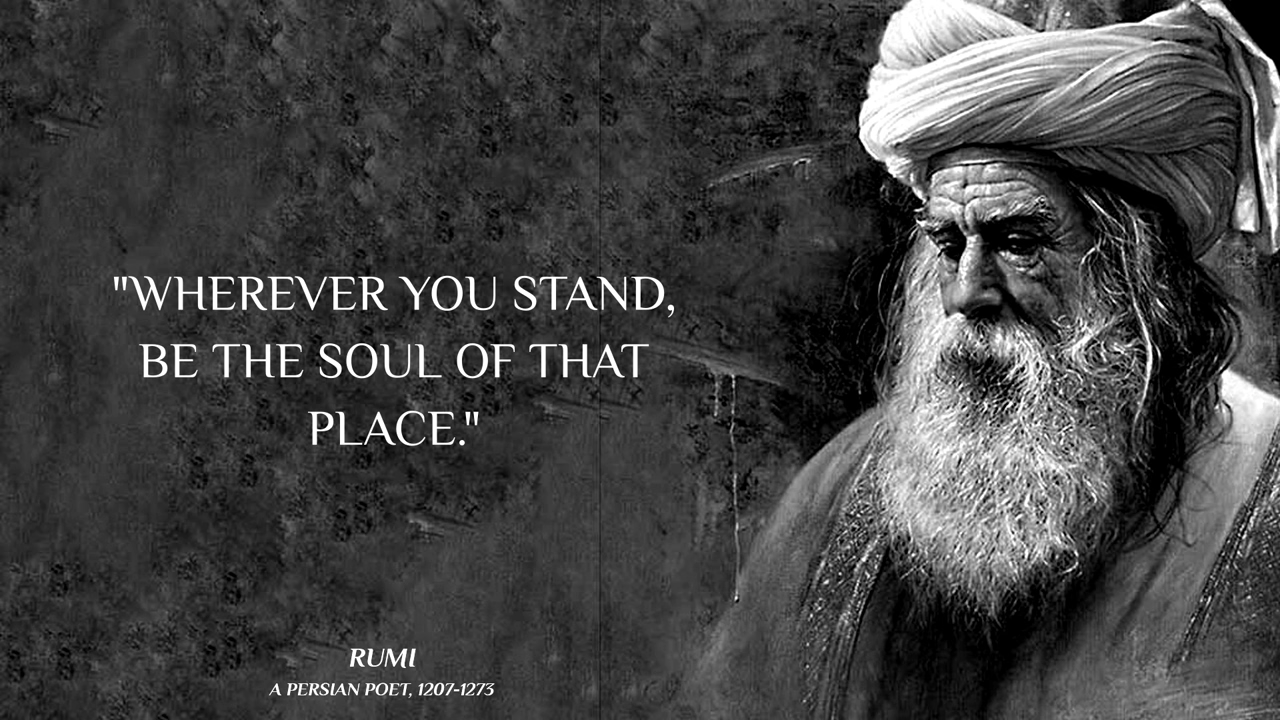 "WHEREVER YOU STAND,
BE THE SOUL OF THAT
PLACE."
RUMI
A PERSIAN POET, 1207-1273